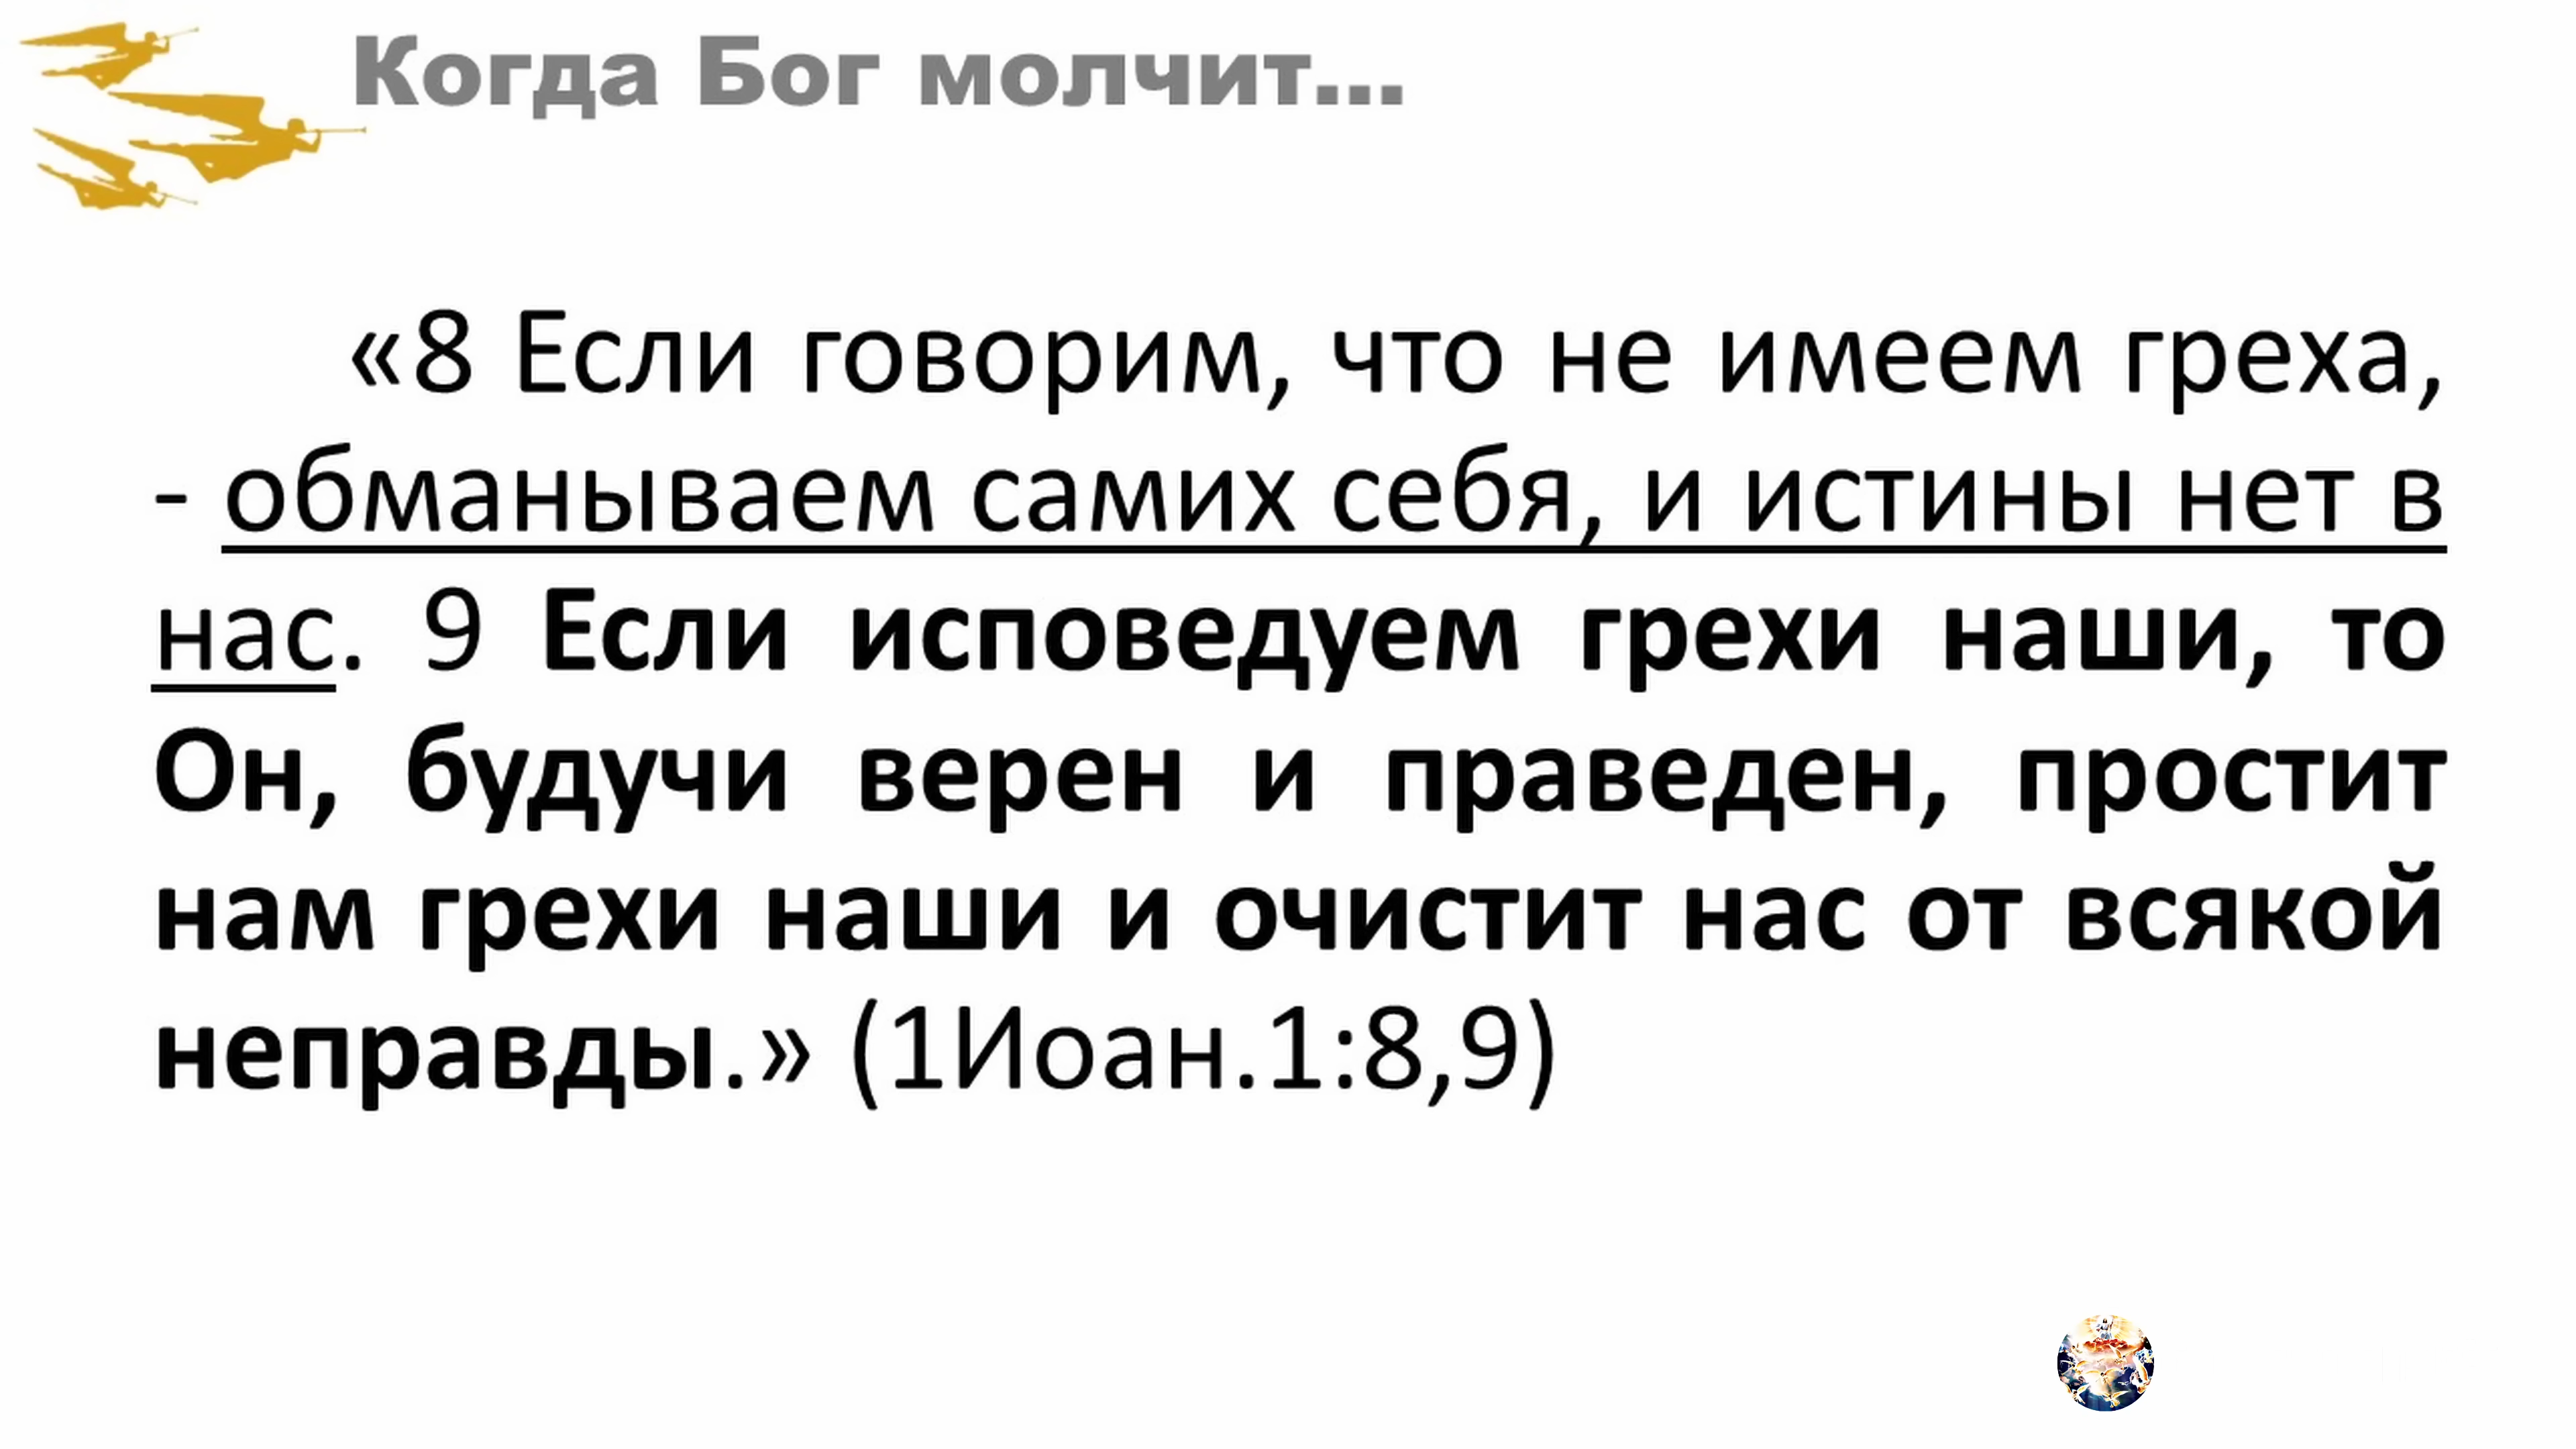 Когда Бог молчит...
«8 Если говорим, что не имеем греха,
- обманываем самих себя, и истины нет в
нас. 9 Если исповедуем грехи наши, то
Он, будучи верен и праведен, простит
нам грехи наши и очистит нас от всякой
неправды.» (1Иоан.1:8,9)